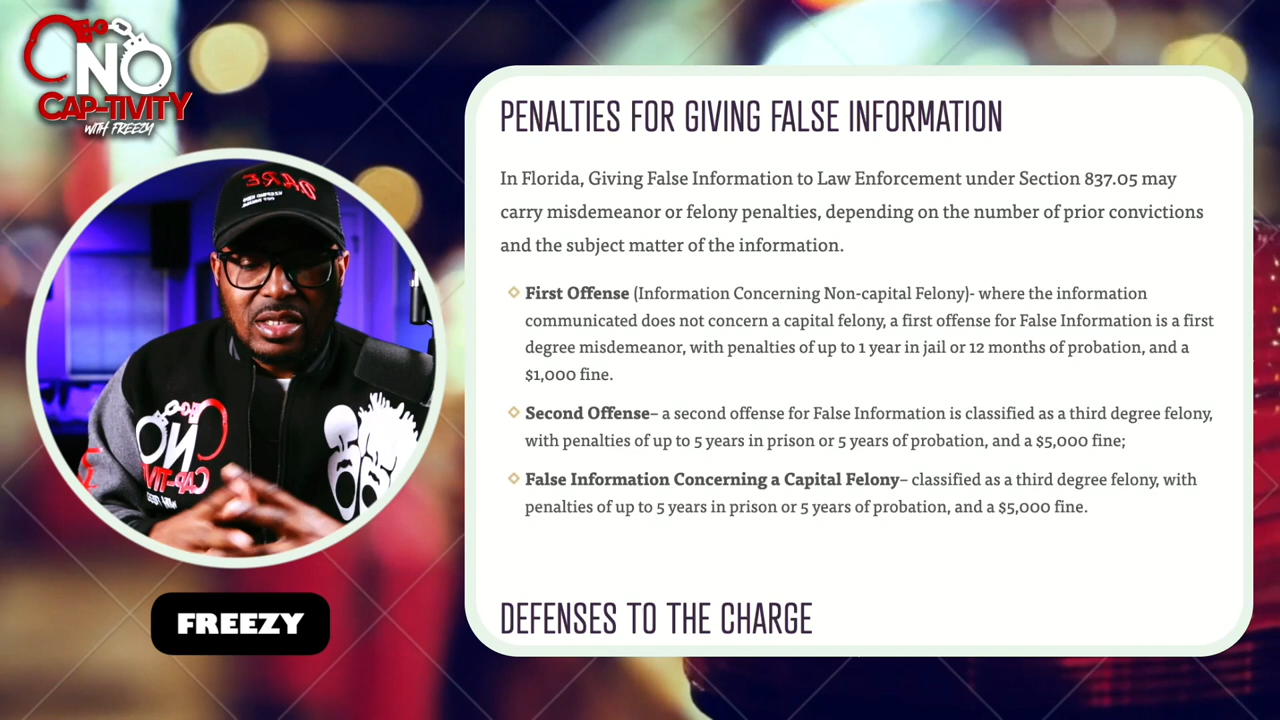 NO
CAP-TIVITY
WITH FREEZY
DARE
NO
CAP
TIV
FREEZY
PENALTIES FOR GIVING FALSE INFORMATION
In Florida, Giving False Information to Law Enforcement under Section 837.05 may
carry misdemeanor or felony penalties, depending on the number of prior convictions
and the subject matter of the information.
First Offense (Information Concerning Non-capital Felony)- where the information
communicated does not concern a capital felony, a first offense for False Information is a first
degree misdemeanor, with penalties of up to 1 year in jail or 12 months of probation, and a
$1,000 fine.
Second Offense– a second offense for False Information is classified as a third degree felony,
with penalties of up to 5 years in prison or 5 years of probation, and a $5,000 fine;
False Information Concerning a Capital Felony– classified as a third degree felony, with
penalties of up to 5 years in prison or 5 years of probation, and a $5,000 fine.
DEFENSES TO THE CHARGE